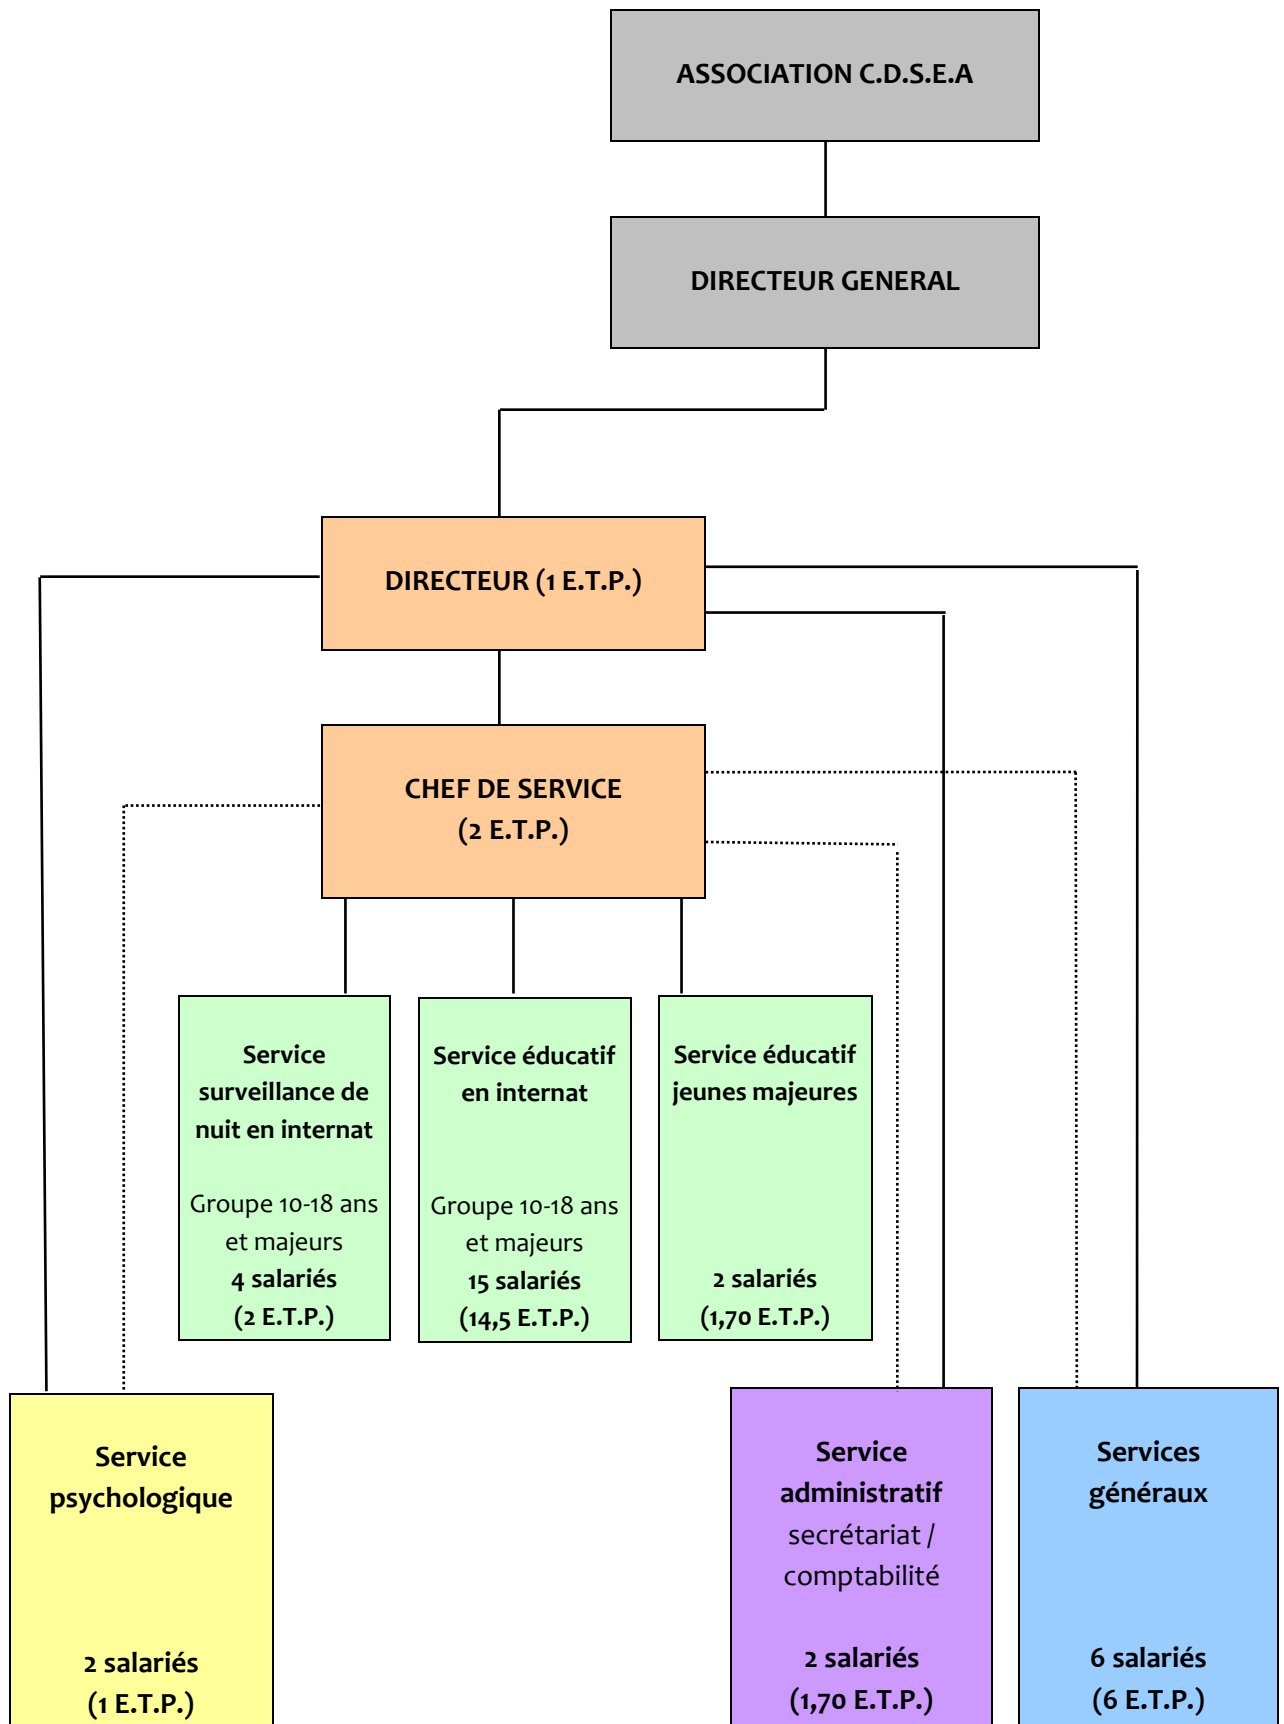 ASSOCIATION C.D.S.E.A
DIRECTEUR GENERAL
DIRECTEUR (1 E.T.P.)
CHEF DE SERVICE
(2 E.T.P.)
Service
surveillance de
nuit en internat
Groupe 10-18 ans
et majeurs
4 salariés
(2 E.T.P.)
Service éducatif
en internat
Groupe 10-18 ans
et majeurs
15 salariés
(14,5 E.T.P.)
Service éducatif
jeunes majeures
2 salariés
(1,70 E.T.P.)
Service
psychologique
2 salariés
(1 E.T.P.)
Service
administratif
secrétariat /
comptabilité
2 salariés
(1,70 E.T.P.)
Services
généraux
6 salariés
(6 E.T.P.)